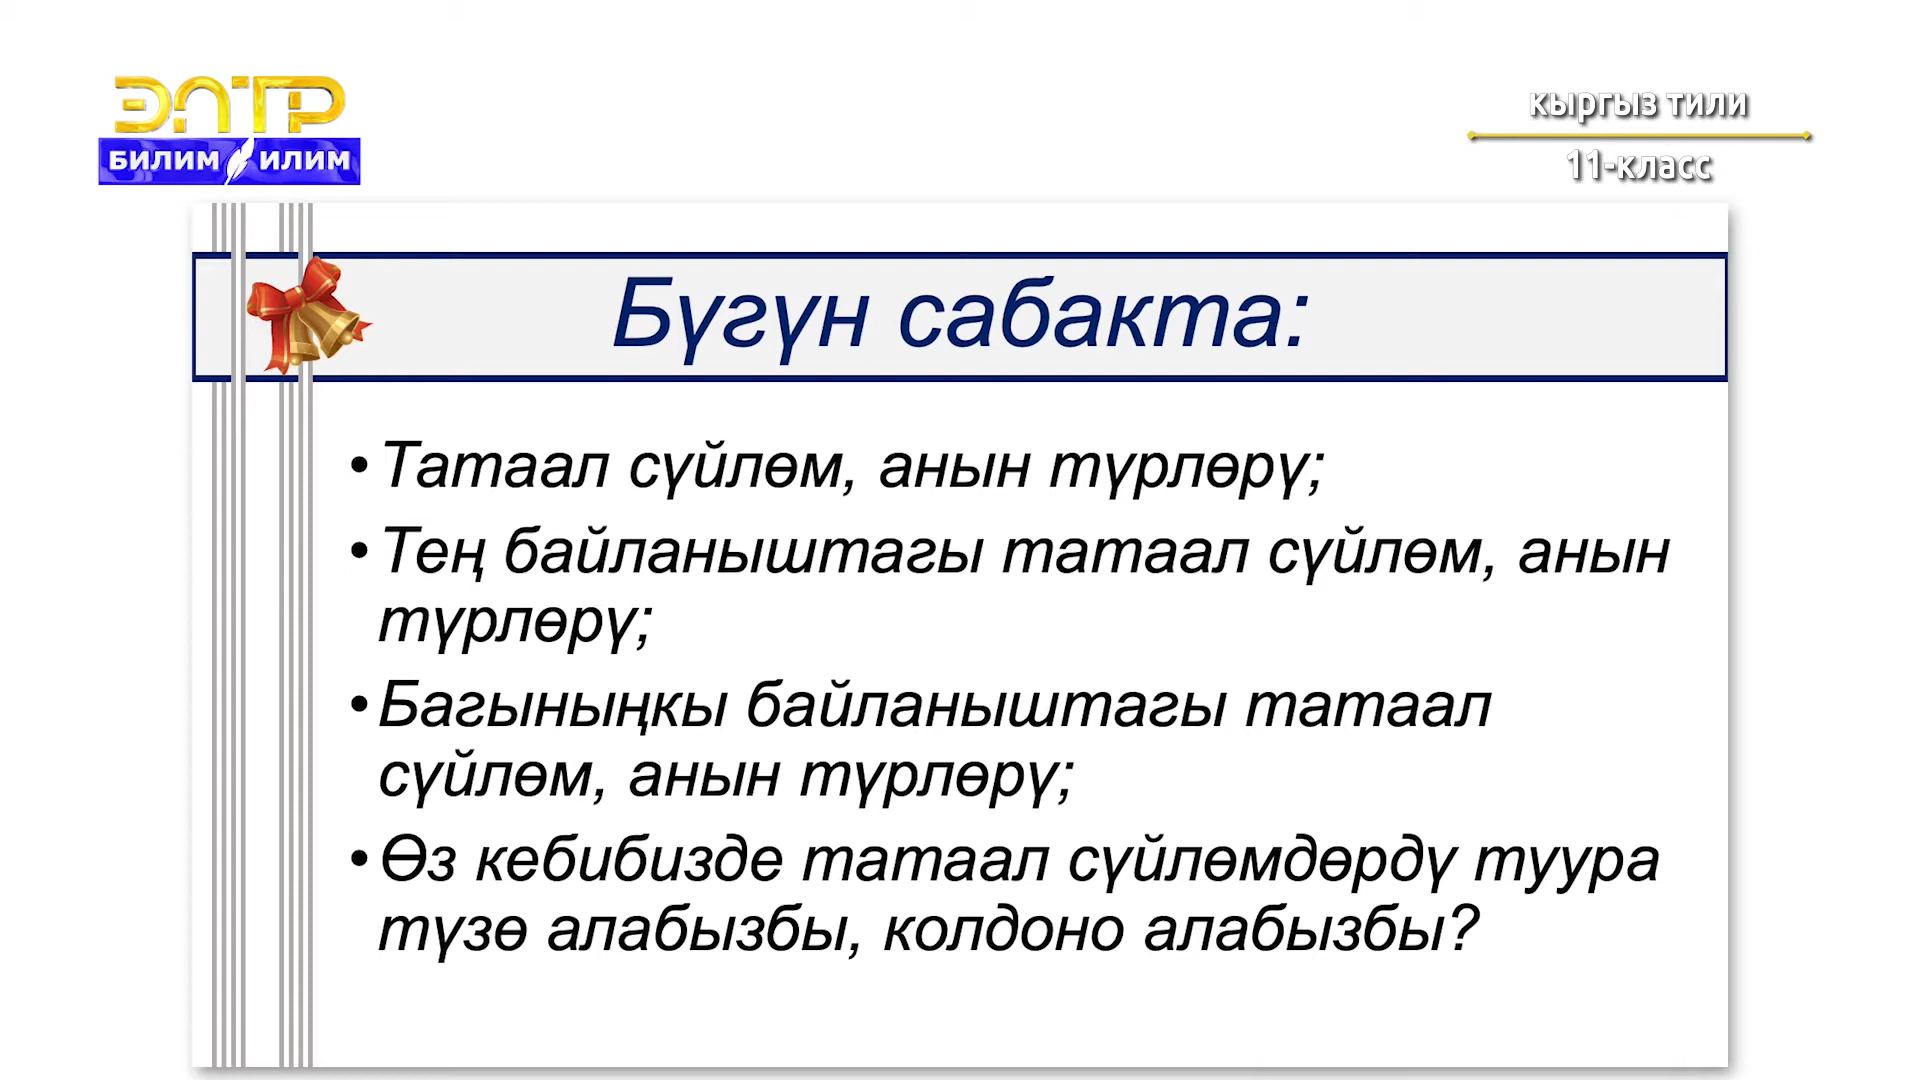 ЭЛТР
БИЛИМ ИЛИМ
кыргыз тили
11-класс
Бүгүн сабакта:
• Татаал сүйлөм, анын түрлөрү;
• Тең байланыштагы татаал сүйлөм, анын
түрлөрү;
• Багыныңкы байланыштагы татаал
сүйлөм, анын түрлөрү;
• Өз кебибизде татаал сүйлөмдөрдү туура
түзө алабызбы, колдоно алабызбы?